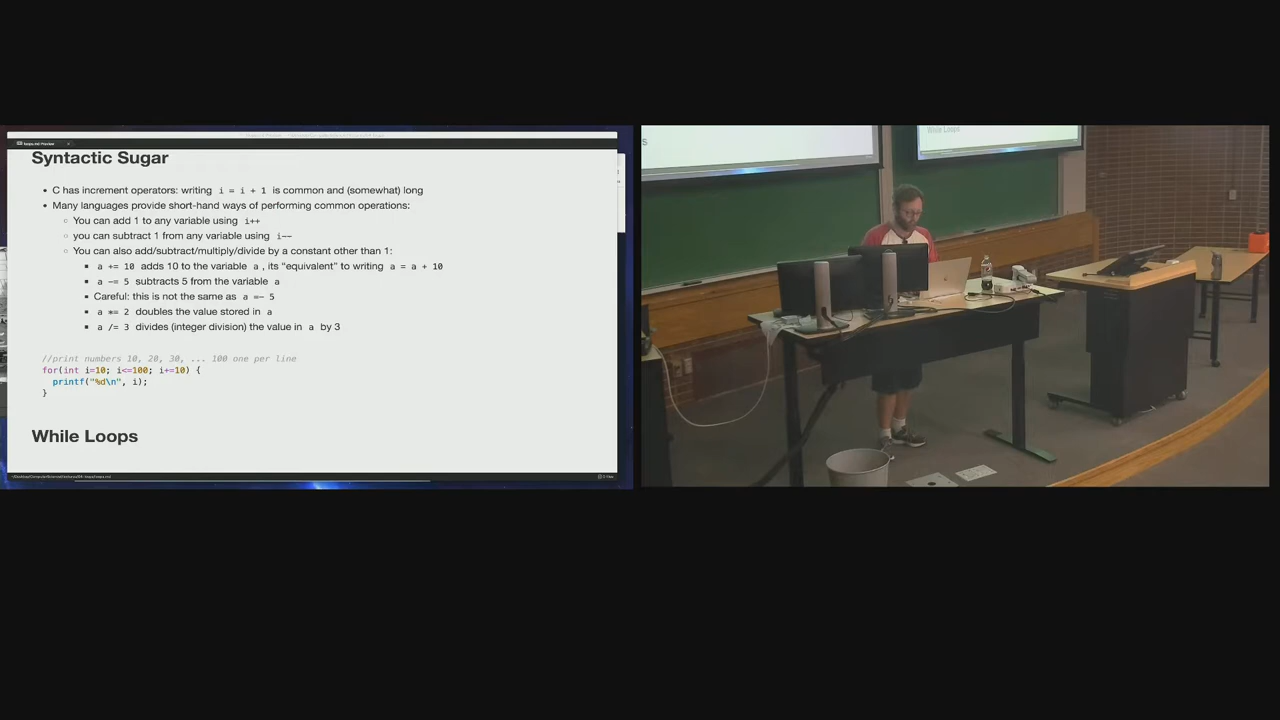 loops.md Preview
Syntactic Sugar
• C has increment operators: writing i = i + 1 is common and (somewhat) long
• Many languages provide short-hand ways of performing common operations:
◦ You can add 1 to any variable using i++
◦ you can subtract 1 from any variable using i--
◦ You can also add/subtract/multiply/divide by a constant other than 1:
▪ a += 10 adds 10 to the variable a , its “equivalent” to writing a = a + 10
▪ a -= 5 subtracts 5 from the variable a
▪ Careful: this is not the same as a =- 5
▪ a *= 2 doubles the value stored in a
▪ a /= 3 divides (integer division) the value in a by 3
//print numbers 10, 20, 30, ... 100 one per line
for(int i=10; i<=100; i+=10) {
printf("%d\n", i);
}
While Loops
While Loops